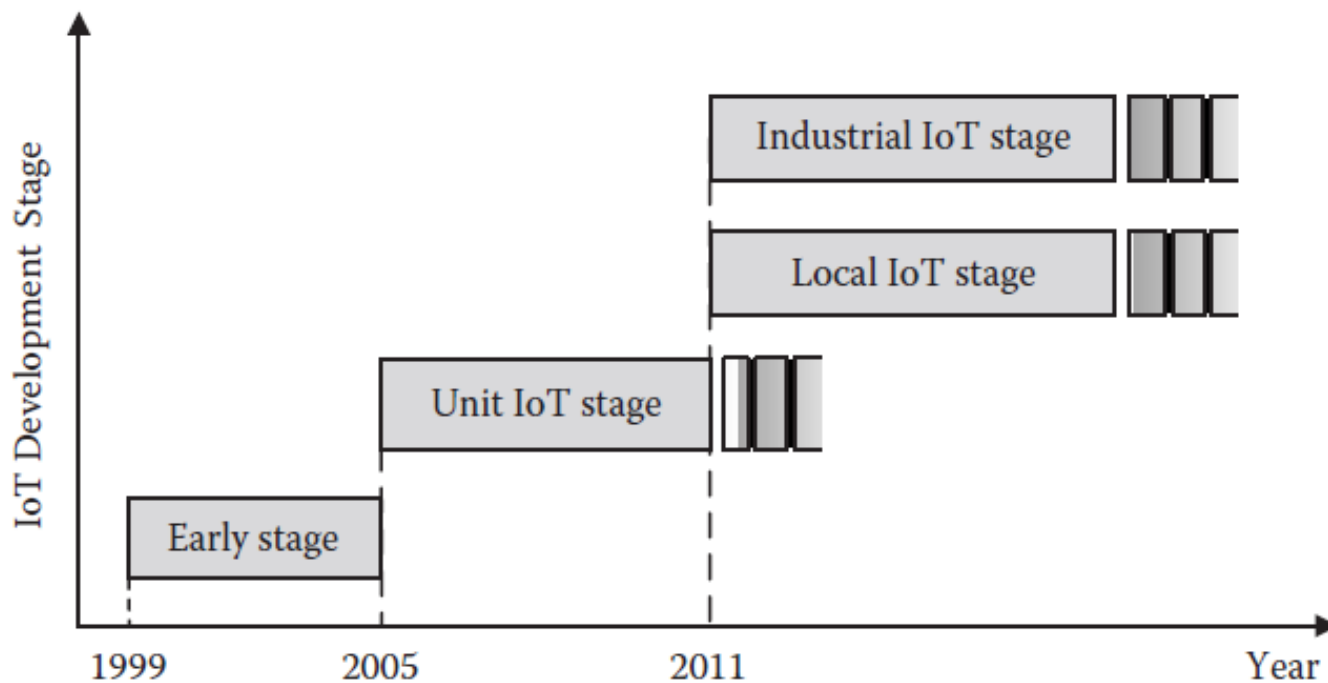 IoT Development Stage
Industrial IoT stage
Local IoT stage
Unit IoT stage
Early stage
1999 2005 2011 Year